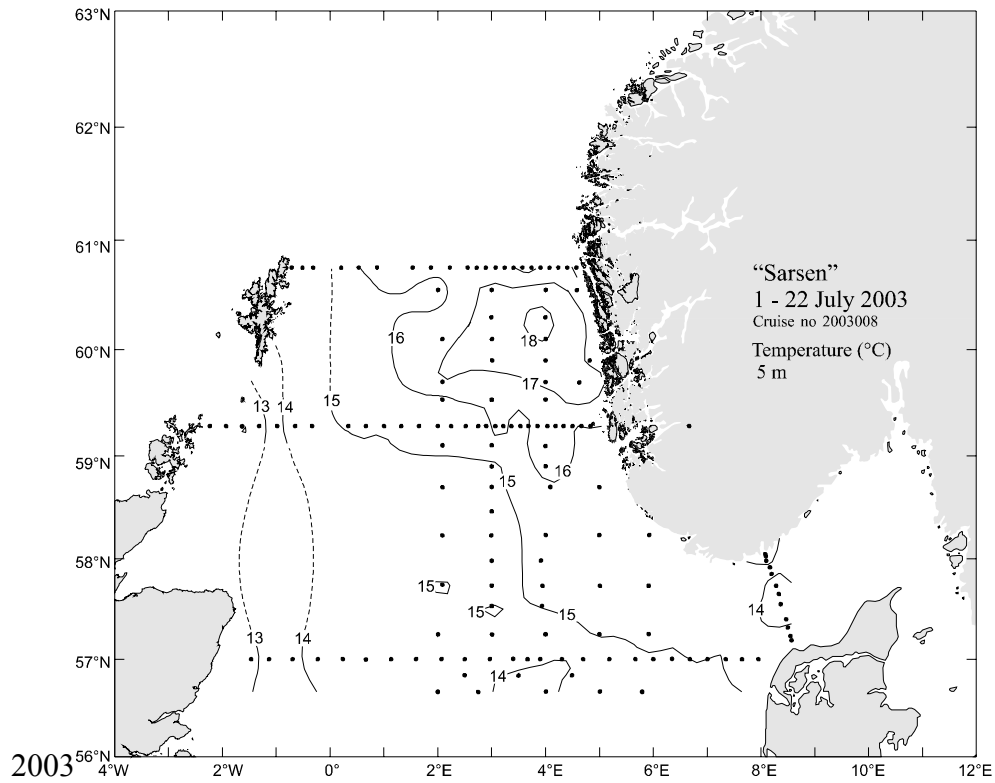 63°N
62°N
61°N
"Sarsen"
1 - 22 July 2003
Cruise no 2003008
Temperature (°C)
5 m
60°N
16
18
17
13 14
15
59°N
15
16
58°N
15
15
15
14
13
14
57°N
14
56°N
2003
4°W 2°W 0° 2°E 4°E 6°E 8°E 10°E 12°E